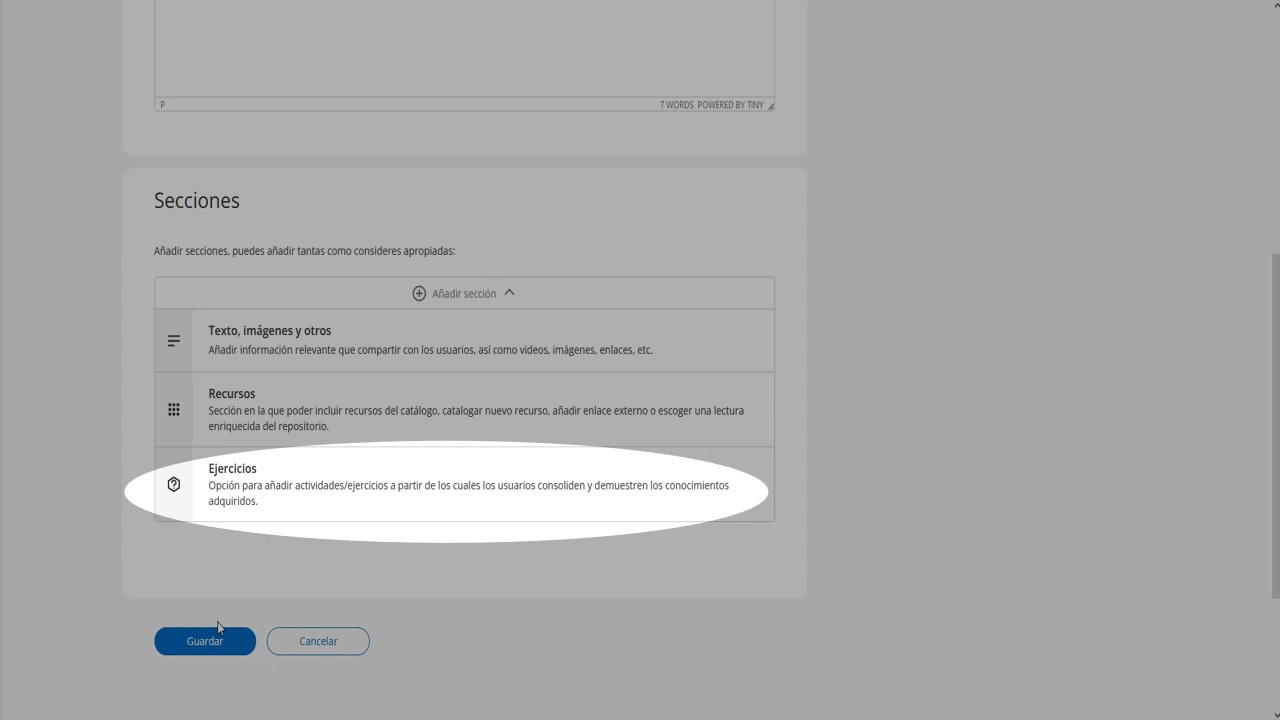 P
7 WORDS POWERED BY TINY
Secciones
Añadir secciones, puedes añadir tantas como consideres apropiadas:
Añadir sección
Texto, imágenes y otros
Añadir información relevante que compartir con los usuarios, así como videos, imágenes, enlaces, etc.
Recursos
Sección en la que poder incluir recursos del catálogo, catalogar nuevo recurso, añadir enlace externo o escoger una lectura
enriquecida del repositorio.
Ejercicios
Opción para añadir actividades/ejercicios a partir de los cuales los usuarios consoliden y demuestren los conocimientos
adquiridos.
Guardar
Cancelar